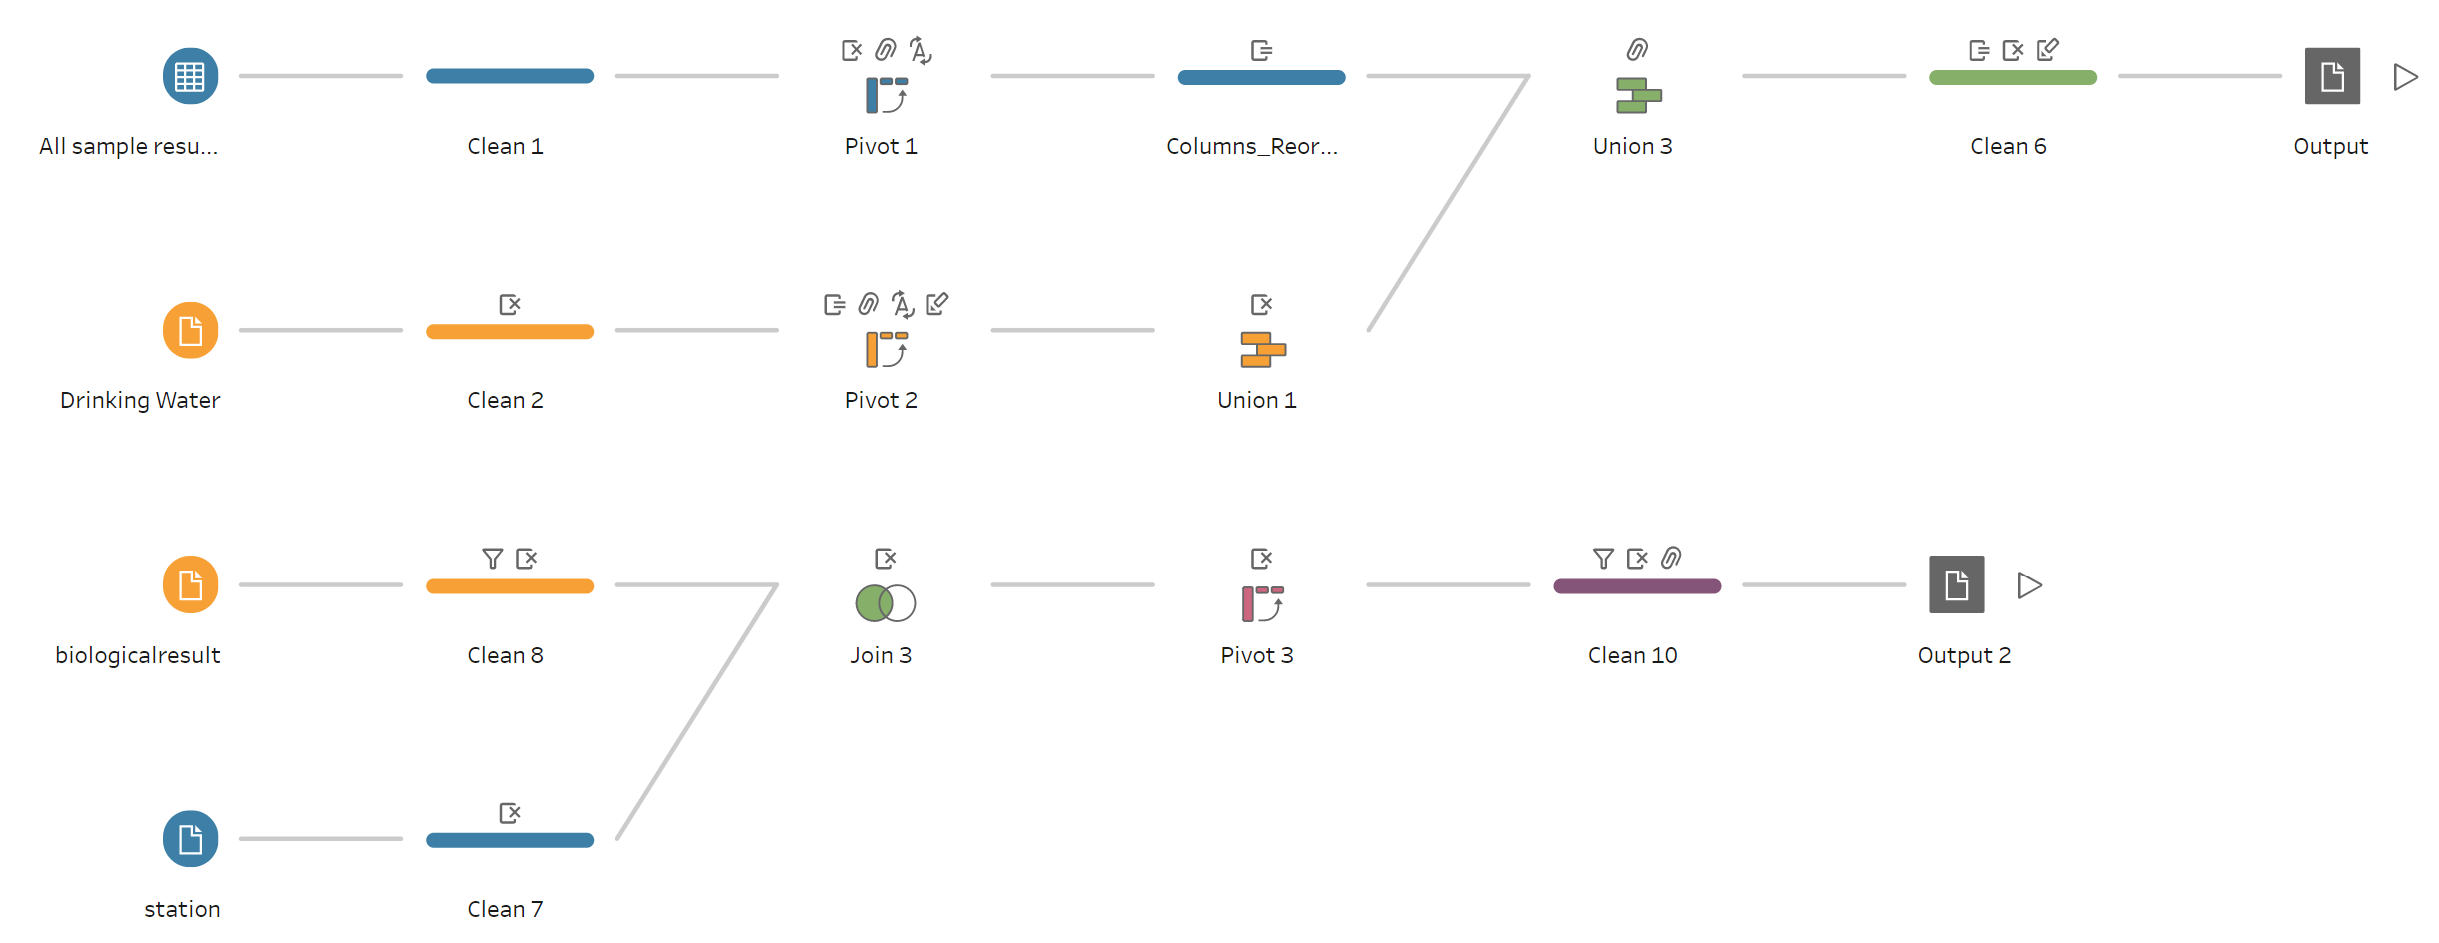 All sample resu...
Clean 1
Pivot 1
Columns_Reor...
Union 3
Clean 6
Output
Drinking Water
Clean 2
Pivot 2
Union 1
biologicalresult
Clean 8
Join 3
Pivot 3
Clean 10
Output 2
station
Clean 7